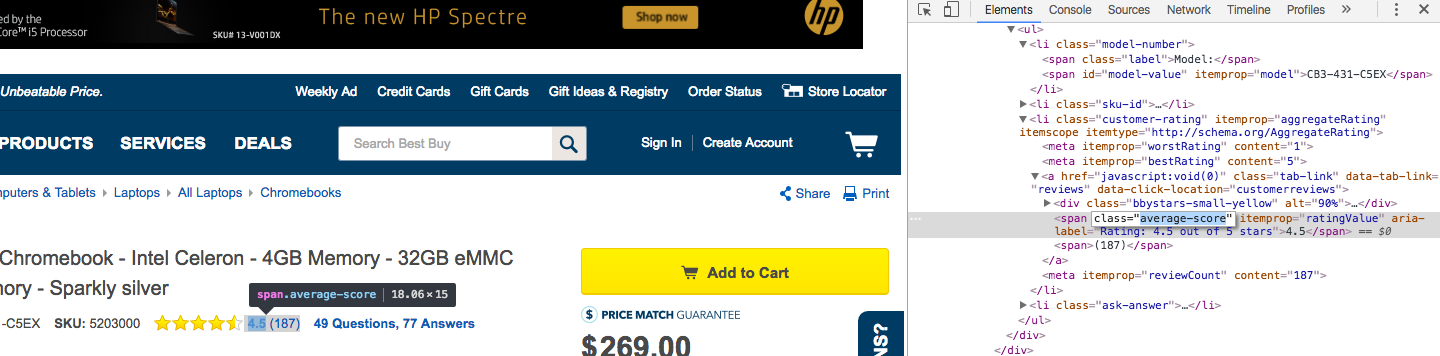 ed by the
The new HP Spectre
Shop now
hp
Core™ i5 Processor
SKU# 13-V001DX
Unbeatable Price.
Weekly Ad Credit Cards Gift Cards Gift Ideas & Registry Order Status Store Locator
PRODUCTS SERVICES DEALS
Search Best Buy
Sign In Create Account
nputers & Tablets Laptops All Laptops Chromebooks
Share Print
Chromebook - Intel Celeron - 4GB Memory - 32GB eMMC
nory - Sparkly silver
Add to Cart
span.average-score 18.06×15
-C5EX SKU: 5203000 4.5 (187) 49 Questions, 77 Answers
$ PRICE MATCH GUARANTEE
$269.00
NS?
Elements Console Sources Network Timeline Profiles »
▼<ul>
▼<li class="model-number">
<span class="label">Model:</span>
<span id="model-value" itemprop="model">CB3-431-C5EX</span>
</li>
▶<li class="sku-id">…</li>
▼<li class="customer-rating" itemprop="aggregateRating"
itemscope itemtype="http://schema.org/AggregateRating">
<meta itemprop="worstRating" content="1">
<meta itemprop="bestRating" content="5">
▼<a href="javascript:void(0)" class="tab-link" data-tab-link=
"reviews" data-click-location="customerreviews">
▶<div class="bbystars-small-yellow" alt="90%">…</div>
… <span class="average-score" itemprop="ratingValue" aria-
label="Rating: 4.5 out of 5 stars">4.5</span> == $0
<span>(187)</span>
</a>
<meta itemprop="reviewCount" content="187">
</li>
▶<li class="ask-answer">…</li>
</ul>
</div>
</div>